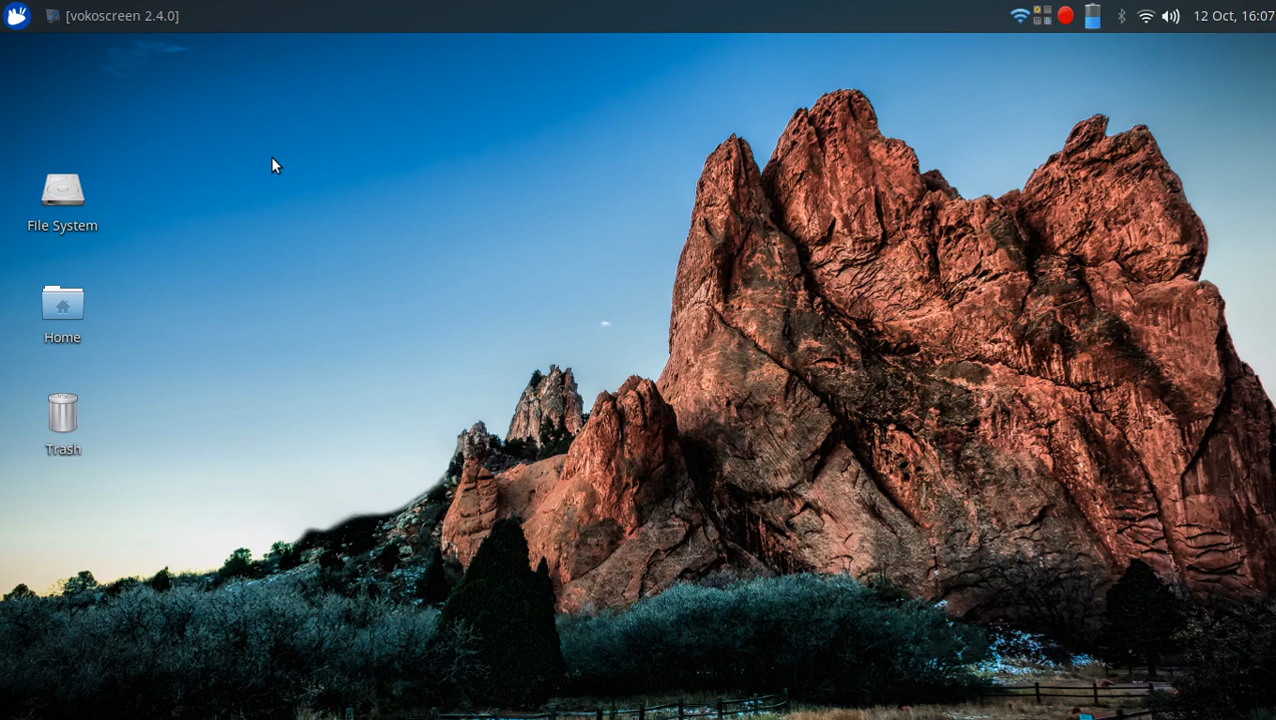 [vokoscreen 2.4.0]
12 Oct, 16:07
File System
Home
Trash